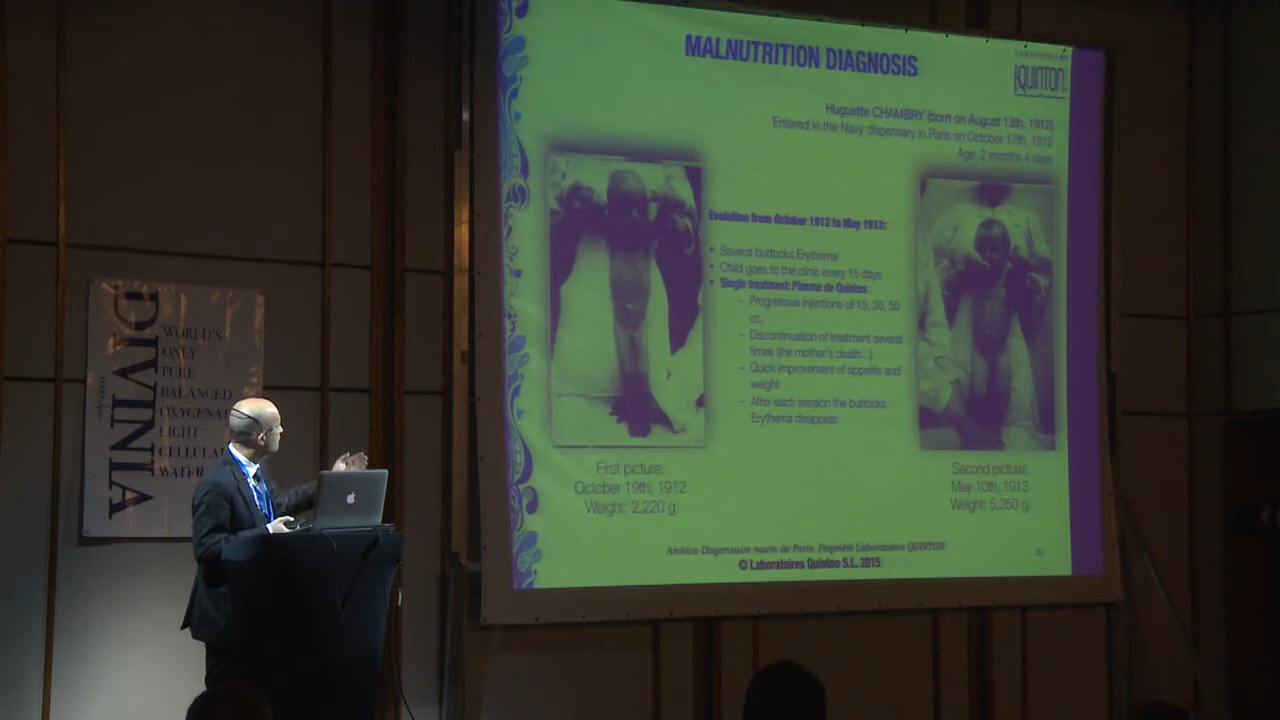 MALNUTRITION DIAGNOSIS
Laboratoires
QUINTON
Huguette CHAMBRY (born on August 13th, 1912)
Entered in the Navy dispensary in Paris on October 17th, 1912
Age: 2 months 4 days
Evolution from October 1912 to May 1913:
• Several buttocks Erythema
• Child goes to the clinic every 15 days
• Single treatment: Plasma de Quinton
– Progressive injections of 15, 30, 50
cc.
– Discontinuation of treatment several
times (the mother's death...).
– Quick improvement of appetite and
weight
– After each session the buttocks
Erythema disappear.
First picture:
October 19th, 1912
Weight: 2,220 g.
Second picture:
May 10th, 1913
Weight: 5,350 g.
Archive Dispensaire marin de Paris. Propriété Laboratoires QUINTON
© Laboratoires Quinton S.L. 2015
DIVINIA
WORLD'S
ONLY
PURE
BALANCED
OXYGENA
LIGHT
CELLULAR
WATER